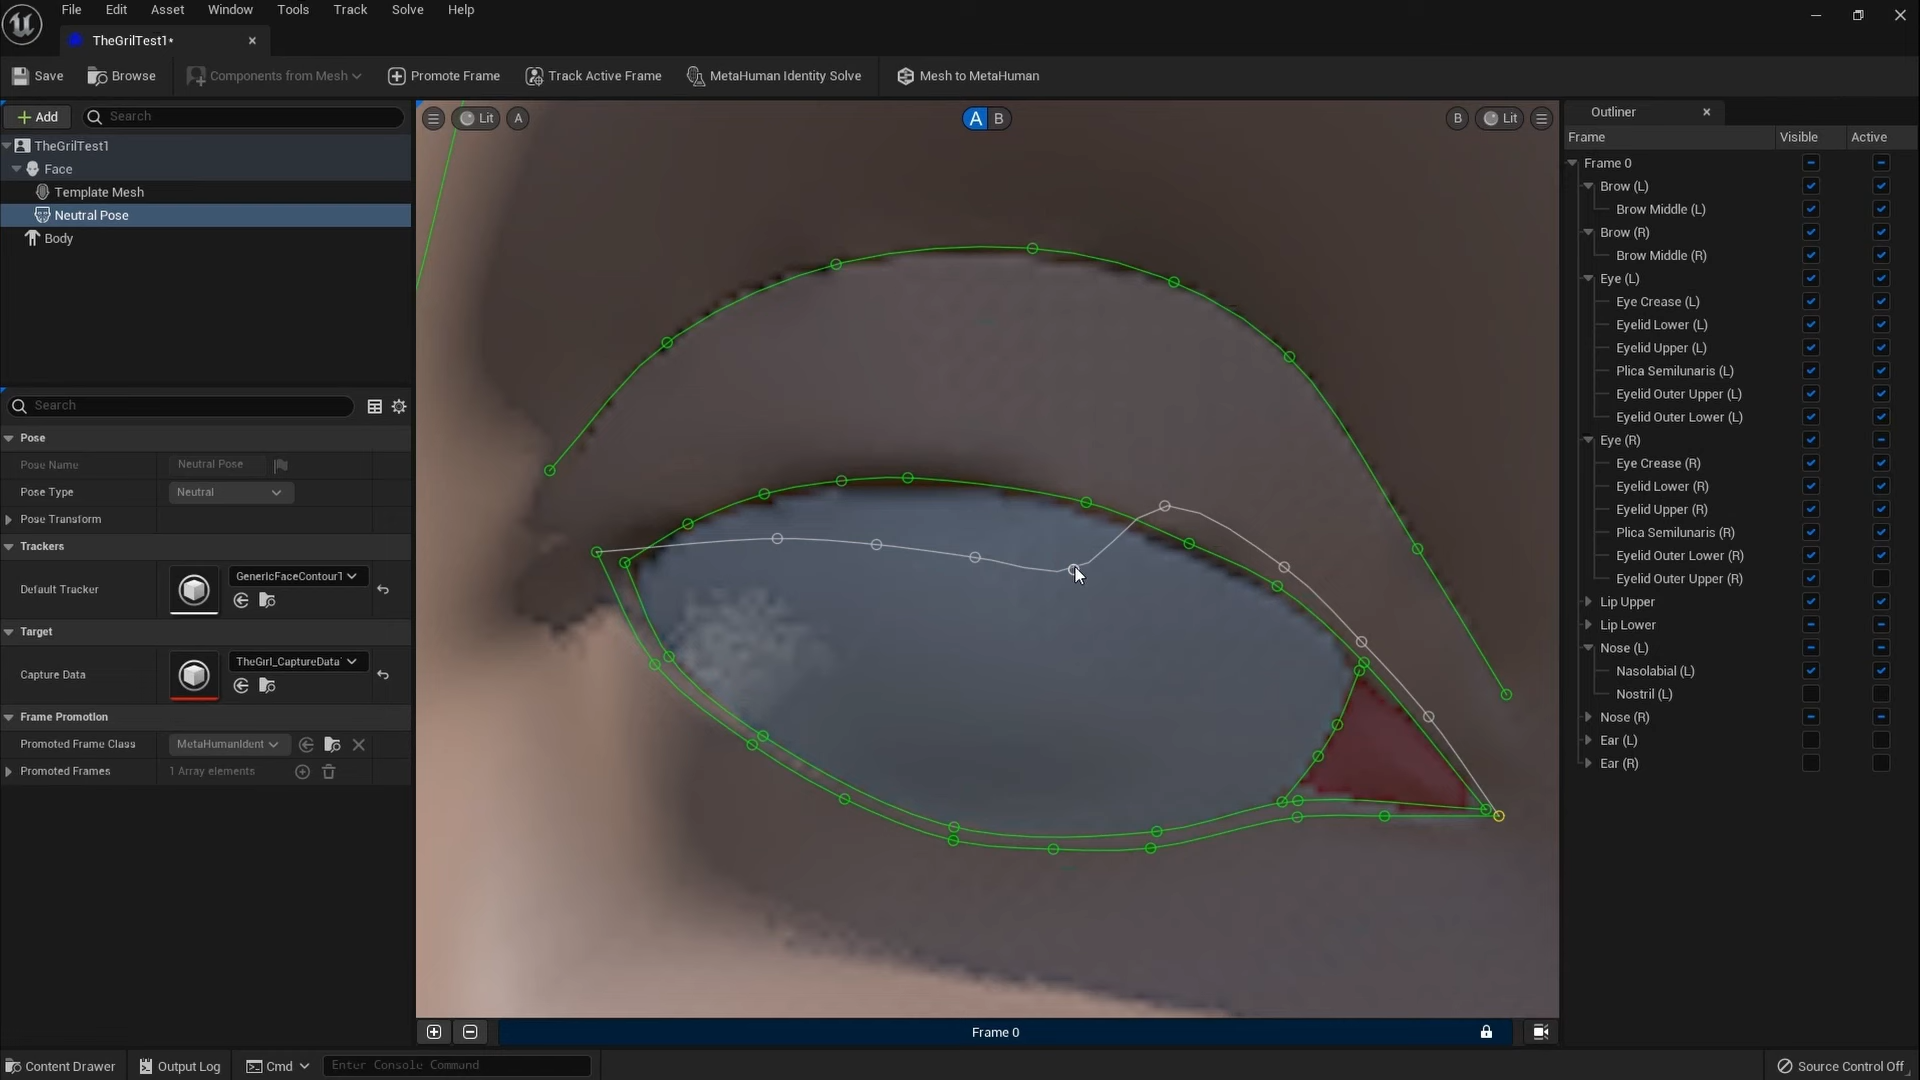 File Edit Window Tools Track Solve Help
TheGrilTest1*
Save Browse Components from Mesh Promote Frame Track Active Frame MetaHuman Identity Solve Mesh to MetaHuman
Add Search
TheGrilTest1
Face
Template Mesh
Neutral Pose
Body
Search
Pose
Pose Name Neutral Pose
Pose Type Neutral
Pose Transform
Trackers
Default Tracker GenericFaceContourT
Target
Capture Data TheGirl_CaptureData
Frame Promotion
Promoted Frame Class MetaHumanIdent
Promoted Frames 1 Array elements
Lit A A B B Lit
Frame 0
Outliner
Frame Visible Active
Frame 0
Brow (L)
Brow Middle (L)
Brow (R)
Brow Middle (R)
Eye (L)
Eye Crease (L)
Eyelid Lower (L)
Eyelid Upper (L)
Plica Semilunaris (L)
Eyelid Outer Upper (L)
Eyelid Outer Lower (L)
Eye (R)
Eye Crease (R)
Eyelid Lower (R)
Eyelid Upper (R)
Plica Semilunaris (R)
Eyelid Outer Lower (R)
Eyelid Outer Upper (R)
Lip Upper
Lip Lower
Nose (L)
Nasolabial (L)
Nostril (L)
Nose (R)
Ear (L)
Ear (R)
Content Drawer Output Log Cmd Enter Console Command Source Control Off